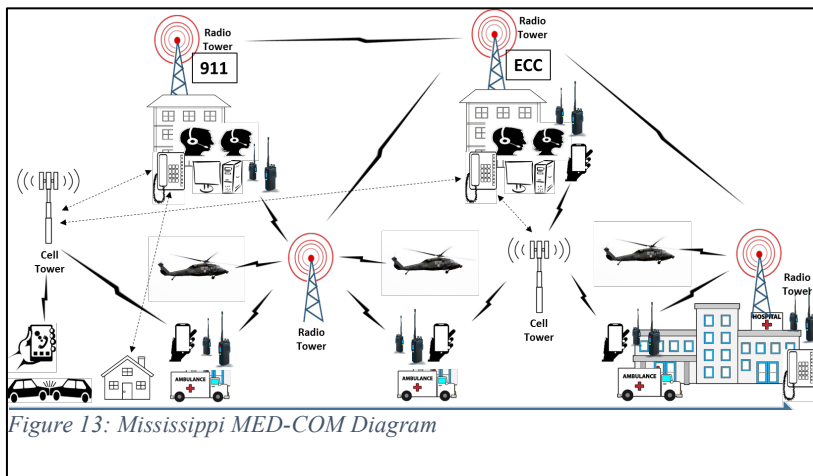 Radio
Tower
911
Radio
Tower
ECC
Cell
Tower
Radio
Tower
Cell
Tower
Radio
Tower
HOSPITAL
AMBULANCE
AMBULANCE
AMBULANCE
Figure 13: Mississippi MED-COM Diagram